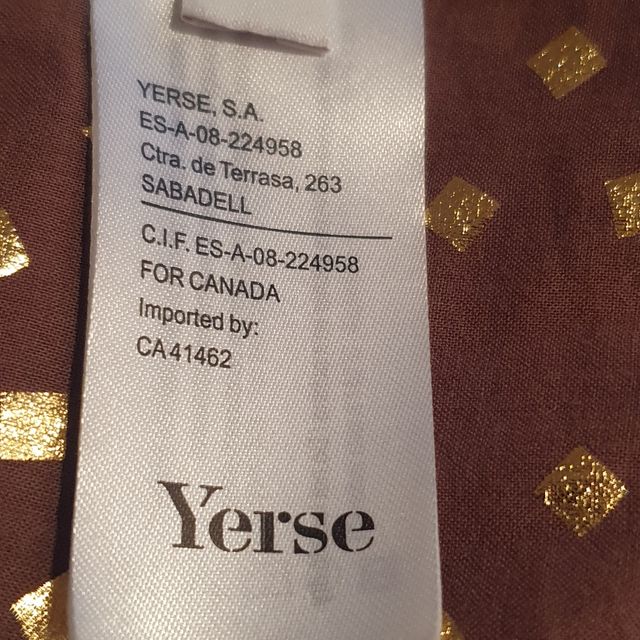 YERSE, S.A.
ES-A-08-224958
Ctra. de Terrasa, 263
SABADELL
C.I.F. ES-A-08-224958
FOR CANADA
Imported by:
CA 41462
Yerse